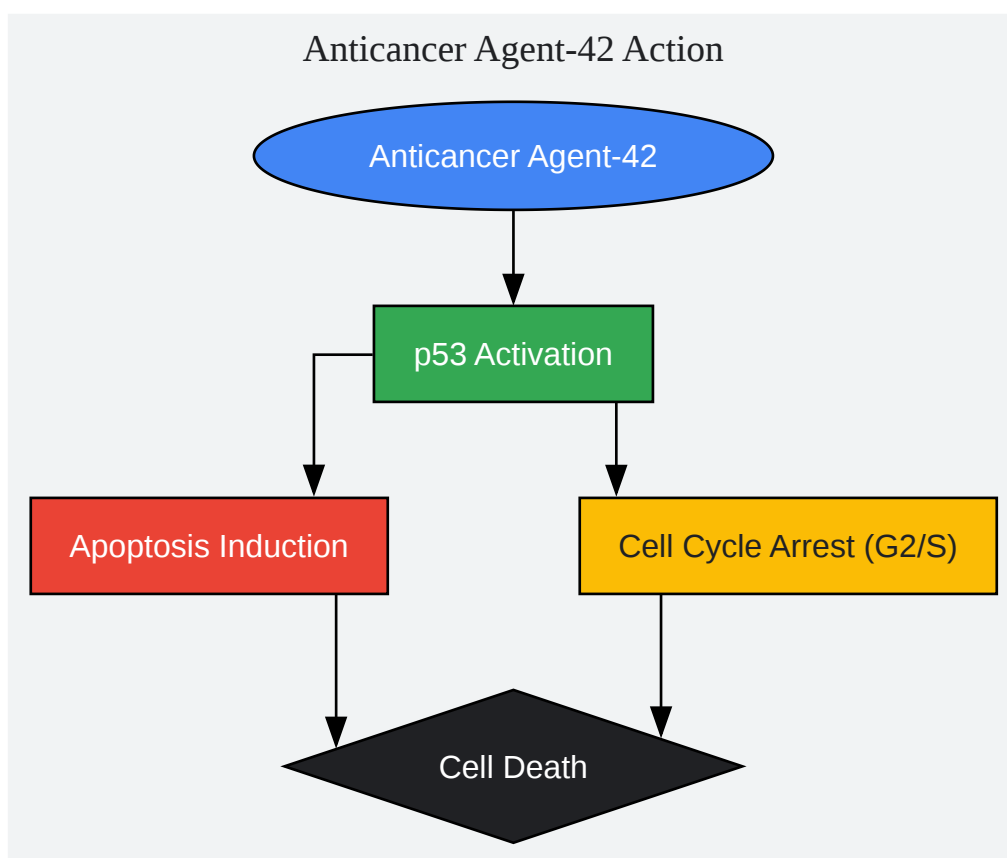 Anticancer Agent-42 Action
Anticancer Agent-42
p53 Activation
Apoptosis Induction
Cell Cycle Arrest (G2/S)
Cell Death